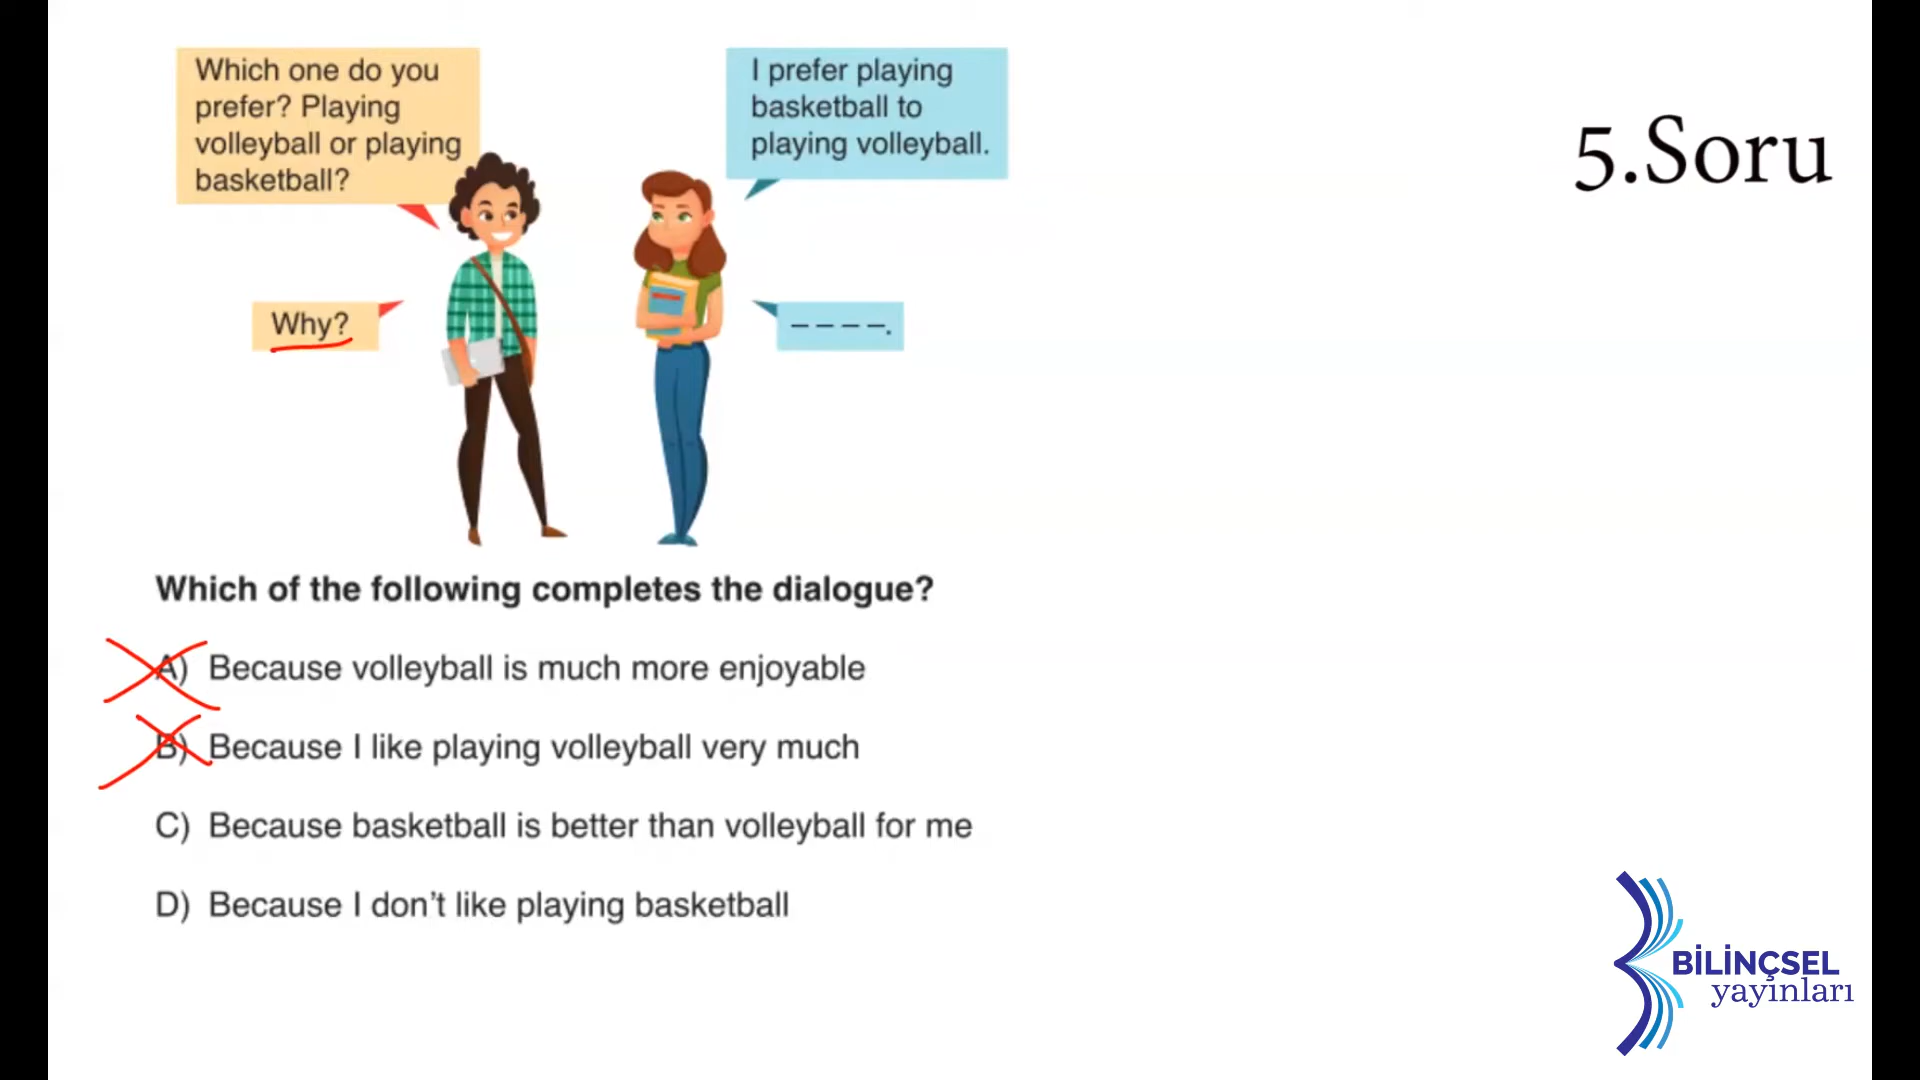 Which one do you
prefer? Playing
volleyball or playing
basketball?
I prefer playing
basketball to
playing volleyball.
5.Soru
Why?
– – – –.
Which of the following completes the dialogue?
A) Because volleyball is much more enjoyable
B) Because I like playing volleyball very much
C) Because basketball is better than volleyball for me
D) Because I don’t like playing basketball
BİLİNÇSEL
yayınları